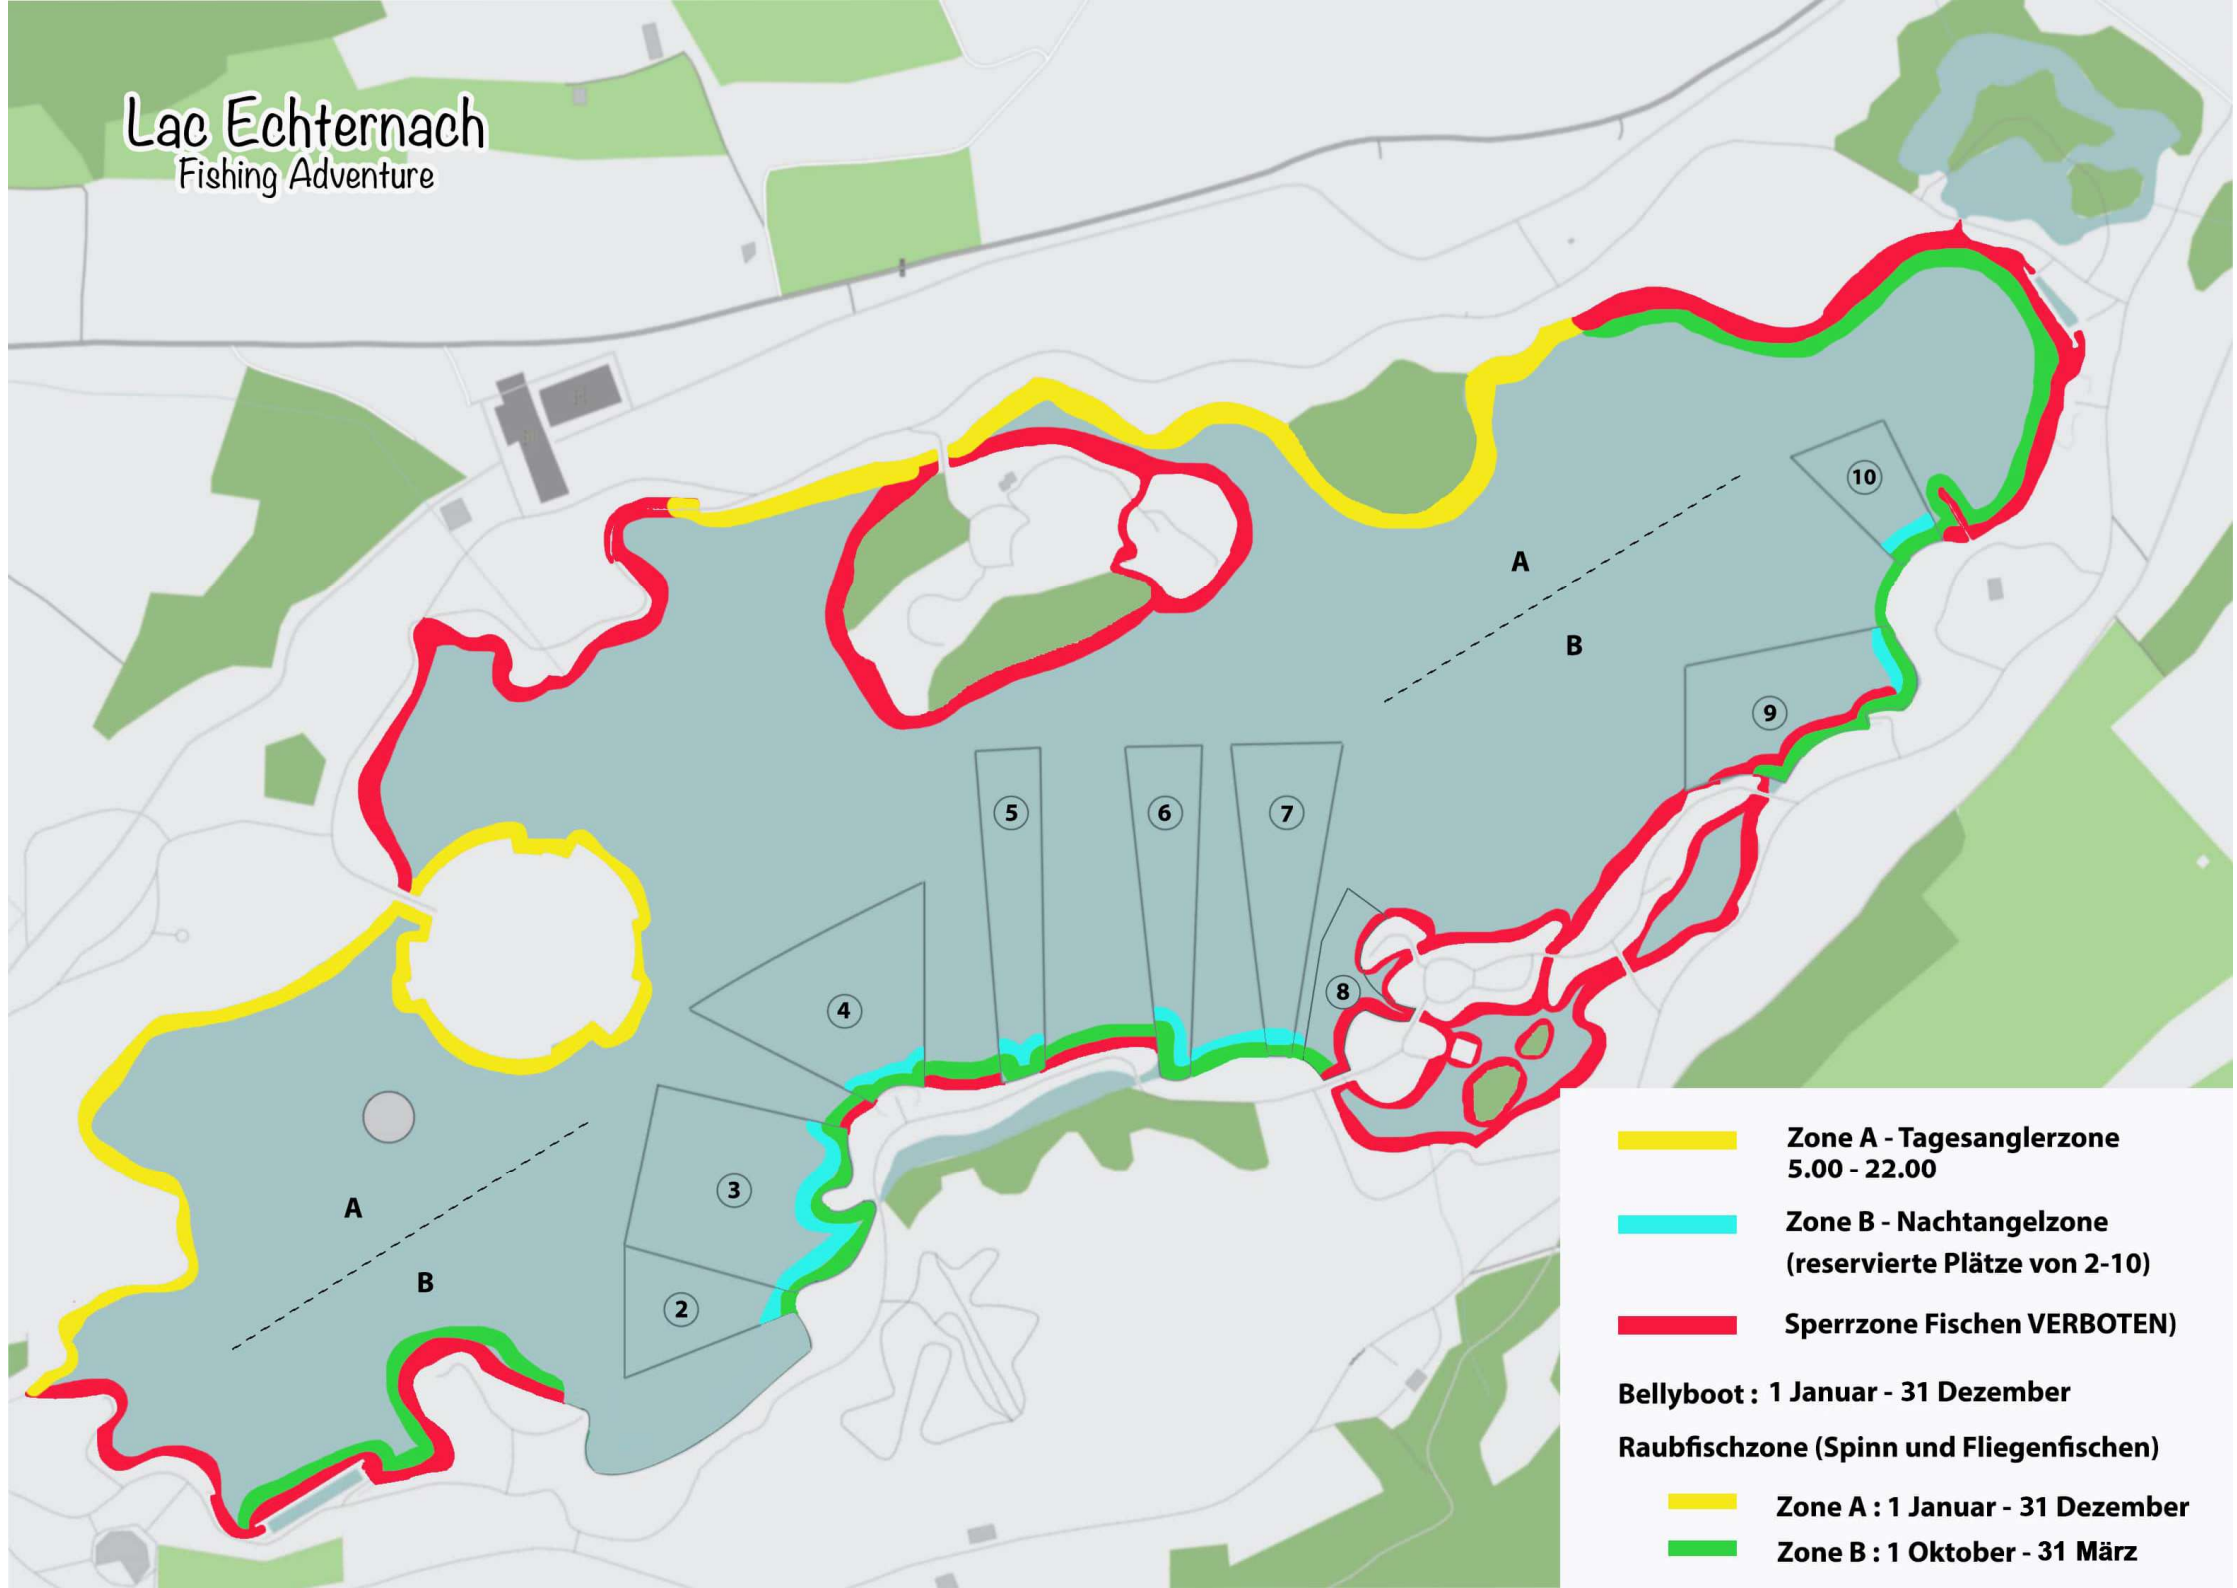 Lac Echternach
Fishing Adventure
A
B
10
9
5
6
7
4
8
3
2
A
B
Zone A - Tagesanglerzone
5.00 - 22.00
Zone B - Nachtangelzone
(reservierte Plätze von 2-10)
Sperrzone Fischen VERBOTEN)
Bellyboot : 1 Januar - 31 Dezember
Raubfischzone (Spinn und Fliegenfischen)
Zone A : 1 Januar - 31 Dezember
Zone B : 1 Oktober - 31 März